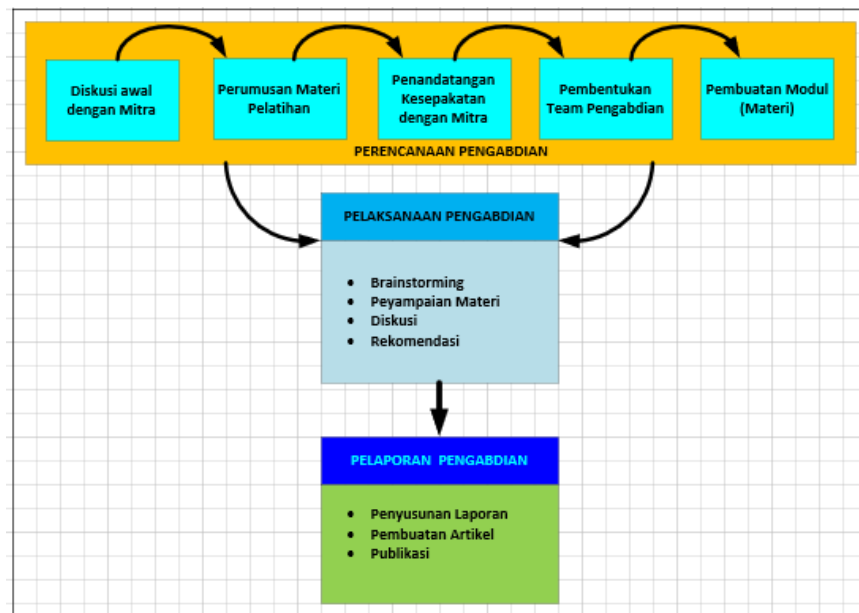 Diskusi awal
dengan Mitra
Perumusan Materi
Pelatihan
Penandatangan
Kesepakatan
dengan Mitra
Pembentukan
Team Pengabdian
Pembuatan Modul
(Materi)
PERENCANAAN PENGABDIAN
PELAKSANAAN PENGABDIAN
• Brainstorming
• Peyampaian Materi
• Diskusi
• Rekomendasi
PELAPORAN PENGABDIAN
• Penyusunan Laporan
• Pembuatan Artikel
• Publikasi